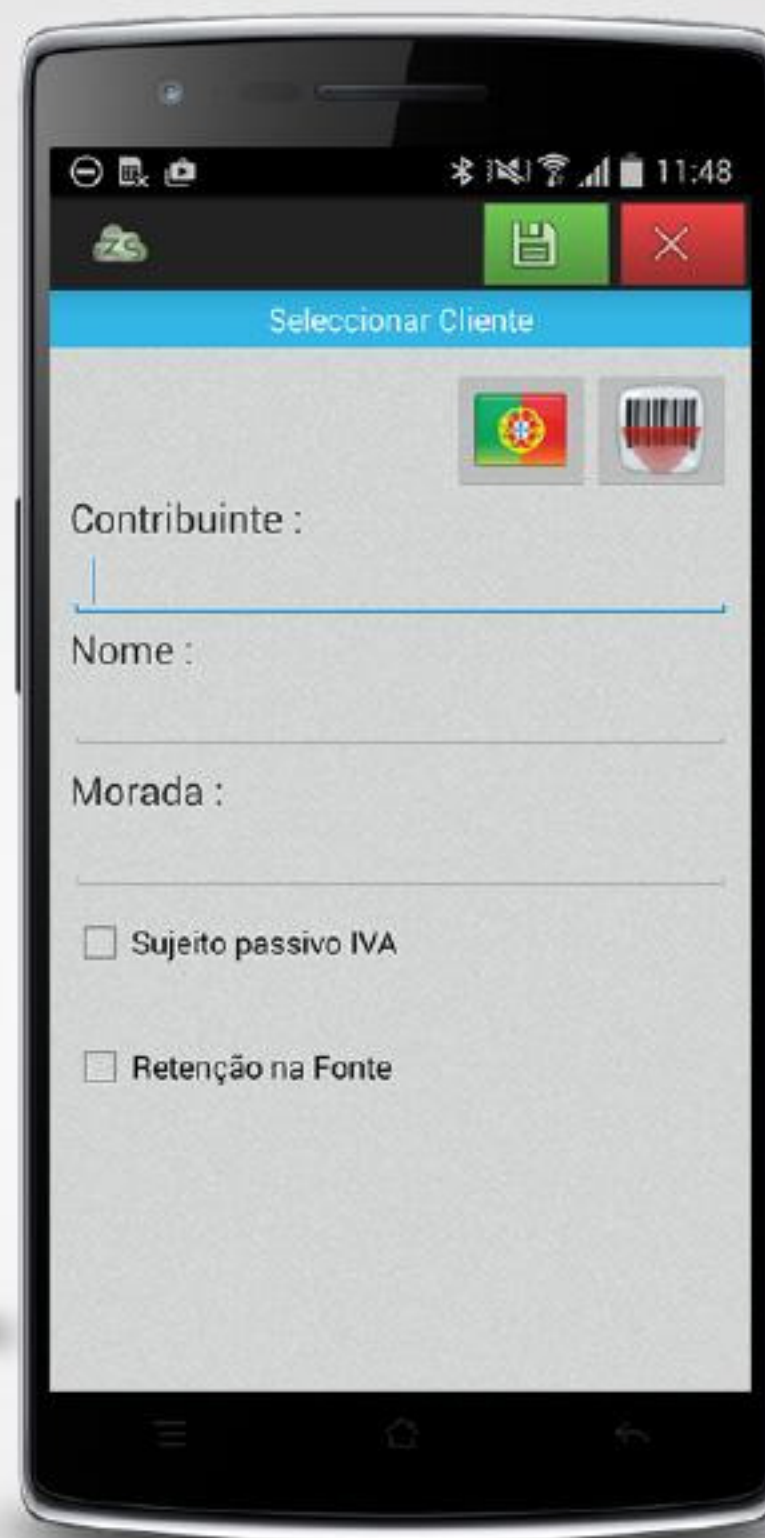 11:48
ZS
Seleccionar Cliente
Contribuinte :
Nome :
Morada :
Sujeito passivo IVA
Retenção na Fonte